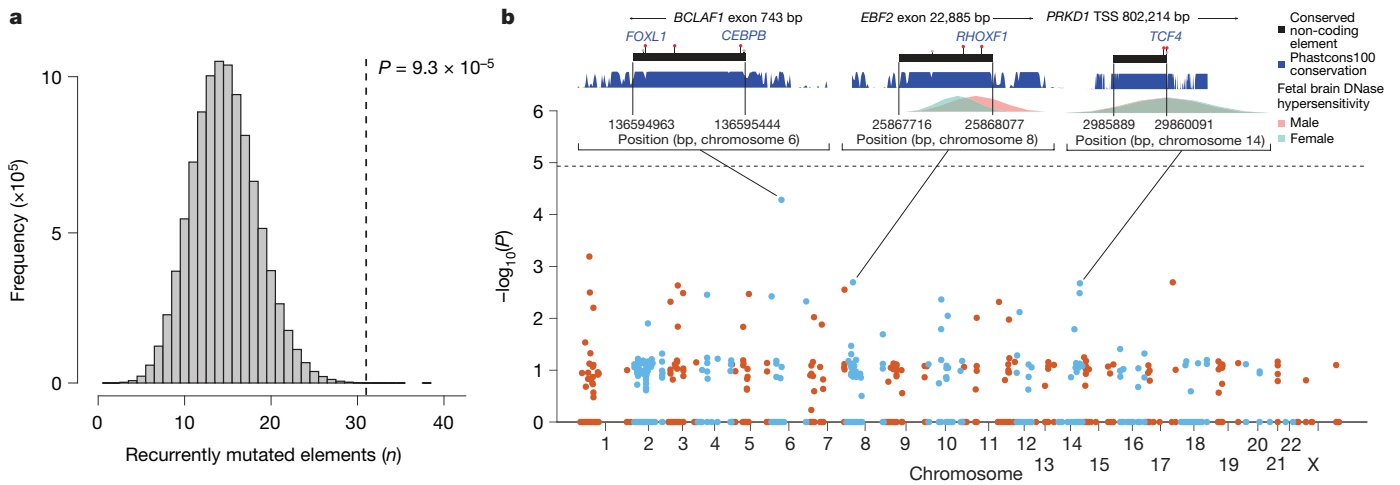 a
P = 9.3 × 10⁻⁵
10
5
0
Frequency (×10⁵)
0 10 20 30 40
Recurrently mutated elements (n)
b
BCLAF1 exon 743 bp
FOXL1 CEBPB
136594963 136595444
Position (bp, chromosome 6)
EBF2 exon 22,885 bp
RHOXF1
25867716 25868077
Position (bp, chromosome 8)
PRKD1 TSS 802,214 bp
TCF4
2985889 29860091
Position (bp, chromosome 14)
Conserved
non-coding
element
Phastcons100
conservation
Fetal brain DNase
hypersensitivity
Male
Female
6
5
4
3
2
1
0
−log₁₀(P)
1 2 3 4 5 6 7 8 9 10 11 12 13 14 15 16 17 18 19 20 21 22 X
Chromosome